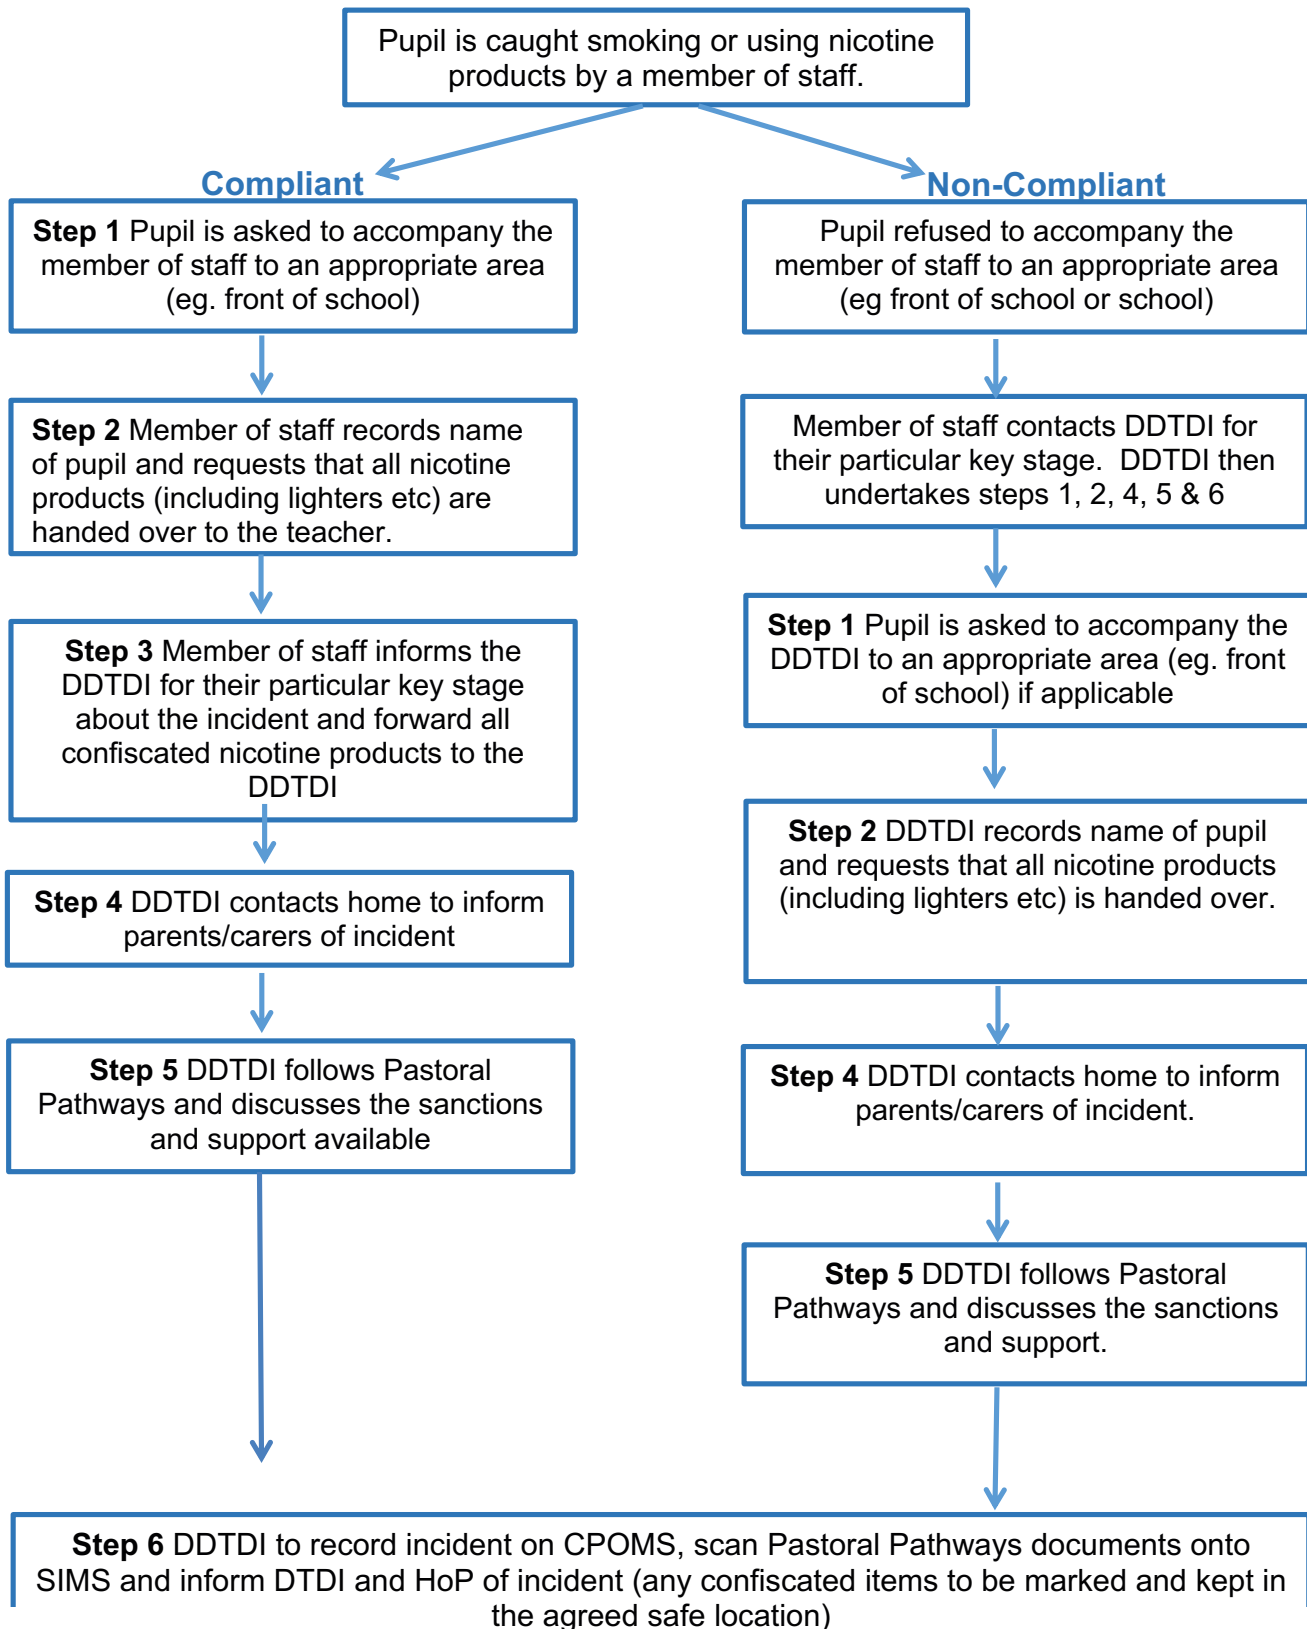 Pupil is caught smoking or using nicotine
products by a member of staff.
Compliant
Step 1 Pupil is asked to accompany the
member of staff to an appropriate area
(eg. front of school)
Step 2 Member of staff records name
of pupil and requests that all nicotine
products (including lighters etc) are
handed over to the teacher.
Step 3 Member of staff informs the
DDTDI for their particular key stage
about the incident and forward all
confiscated nicotine products to the
DDTDI
Step 4 DDTDI contacts home to inform
parents/carers of incident
Step 5 DDTDI follows Pastoral
Pathways and discusses the sanctions
and support available
Non-Compliant
Pupil refused to accompany the
member of staff to an appropriate area
(eg front of school or school)
Member of staff contacts DDTDI for
their particular key stage.  DDTDI then
undertakes steps 1, 2, 4, 5 & 6
Step 1 Pupil is asked to accompany the
DDTDI to an appropriate area (eg. front
of school) if applicable
Step 2 DDTDI records name of pupil
and requests that all nicotine products
(including lighters etc) is handed over.
Step 4 DDTDI contacts home to inform
parents/carers of incident.
Step 5 DDTDI follows Pastoral
Pathways and discusses the sanctions
and support.
Step 6 DDTDI to record incident on CPOMS, scan Pastoral Pathways documents onto
SIMS and inform DTDI and HoP of incident (any confiscated items to be marked and kept in
the agreed safe location)